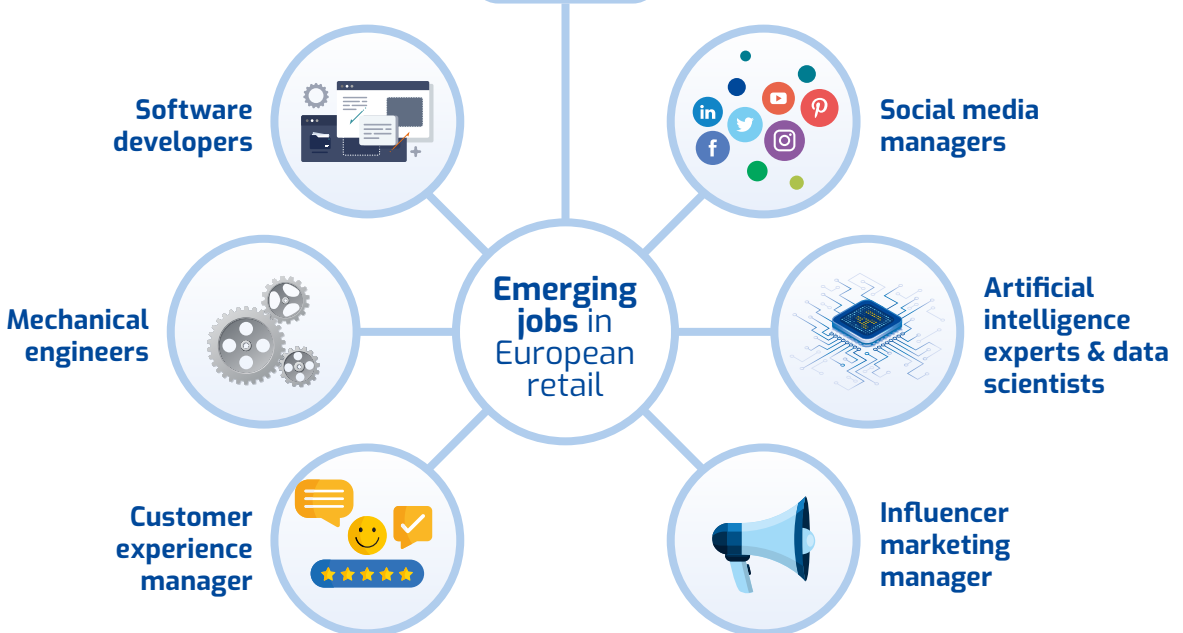 Software
developers
Social media
managers
in
f
Mechanical
engineers
Emerging
jobs in
European
retail
Artificial
intelligence
experts & data
scientists
Customer
experience
manager
Influencer
marketing
manager